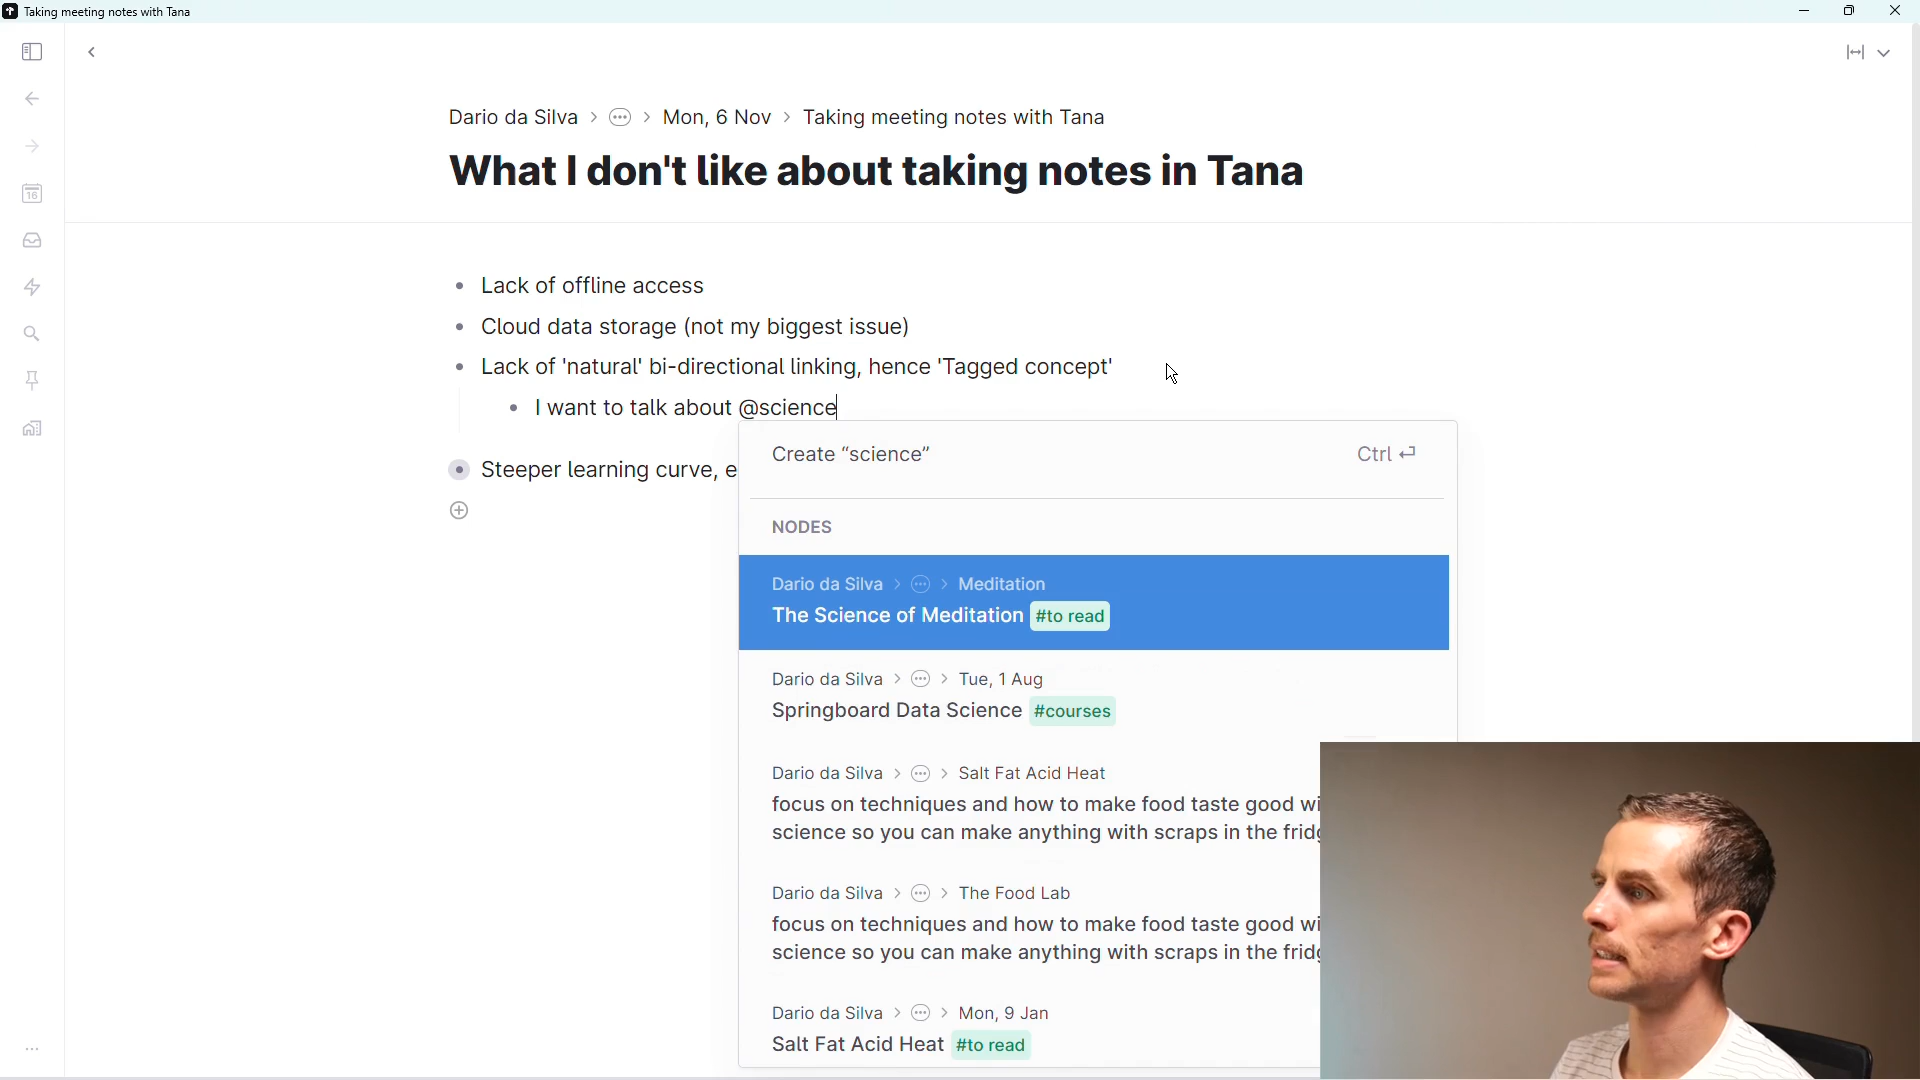 Taking meeting notes with Tana
Dario da Silva > ··· > Mon, 6 Nov > Taking meeting notes with Tana
What I don't like about taking notes in Tana
16
• Lack of offline access
• Cloud data storage (not my biggest issue)
• Lack of 'natural' bi-directional linking, hence 'Tagged concept'
• I want to talk about @science
• Steeper learning curve, e
Create “science” Ctrl ↵
NODES
Dario da Silva > ··· > Meditation
The Science of Meditation #to read
Dario da Silva > ··· > Tue, 1 Aug
Springboard Data Science #courses
Dario da Silva > ··· > Salt Fat Acid Heat
focus on techniques and how to make food taste good wi
science so you can make anything with scraps in the fridg
Dario da Silva > ··· > The Food Lab
focus on techniques and how to make food taste good wi
science so you can make anything with scraps in the fridg
Dario da Silva > ··· > Mon, 9 Jan
Salt Fat Acid Heat #to read